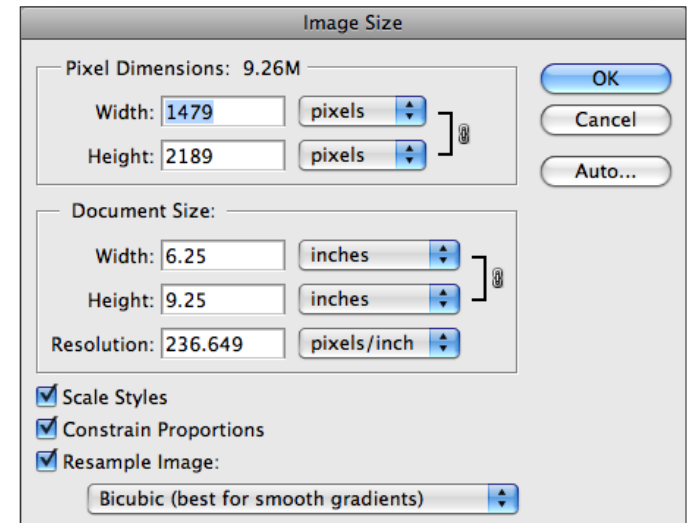 Image Size
Pixel Dimensions: 9.26M
OK
Width: 1479 pixels
Cancel
Height: 2189 pixels
Auto...
Document Size:
Width: 6.25 inches
Height: 9.25 inches
Resolution: 236.649 pixels/inch
Scale Styles
Constrain Proportions
Resample Image:
Bicubic (best for smooth gradients)